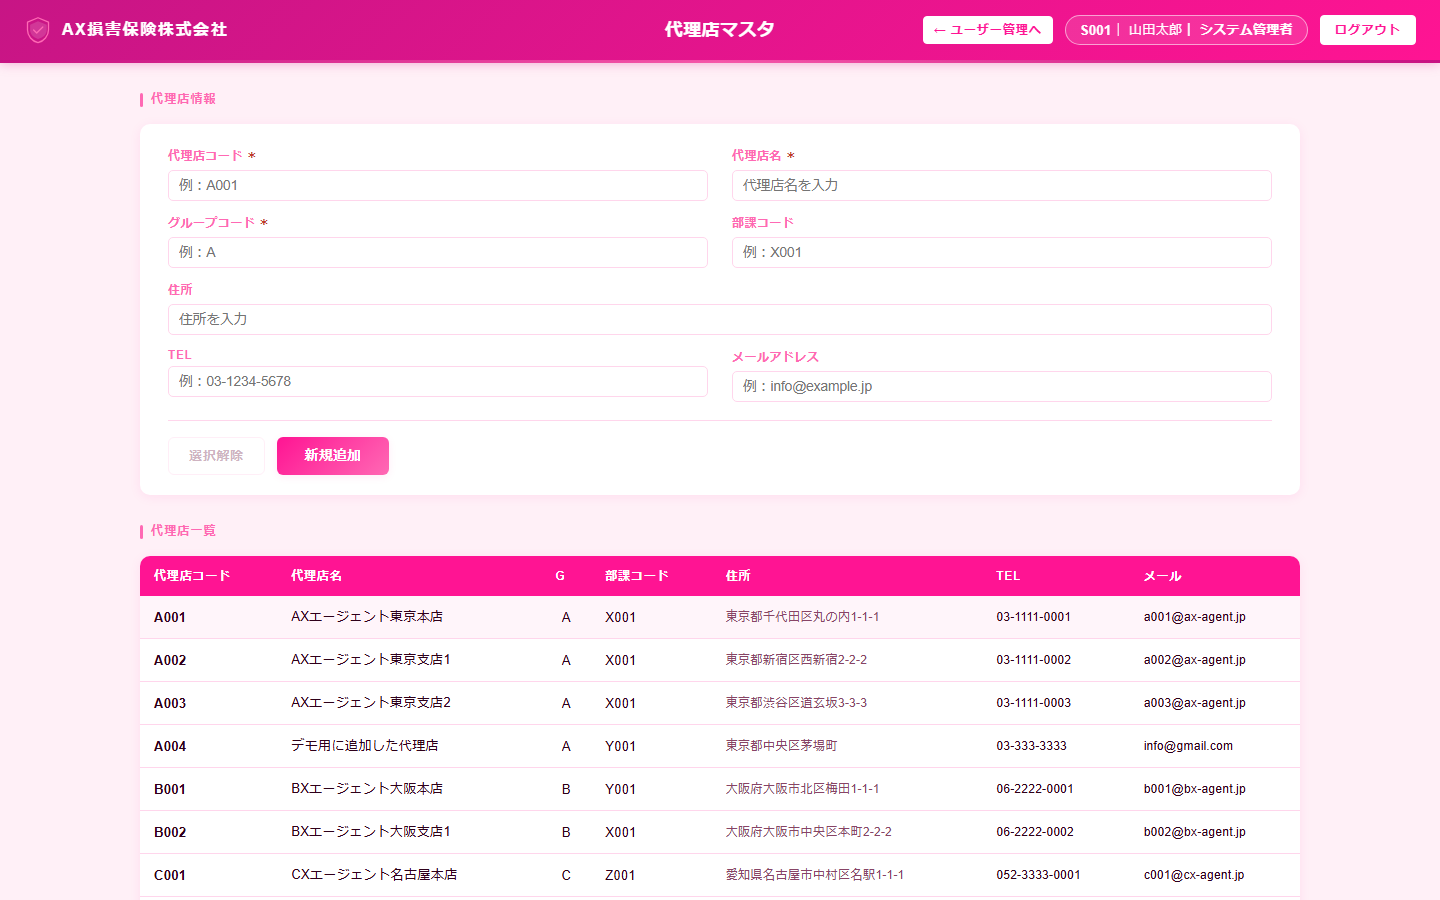 AX損害保険株式会社
代理店マスタ
← ユーザー管理へ
S001 | 山田太郎 | システム管理者
ログアウト
代理店情報
代理店コード *
代理店名 *
例：A001
代理店名を入力
グループコード *
部課コード
例：A
例：X001
住所
住所を入力
TEL
メールアドレス
例：03-1234-5678
例：info@example.jp
選択解除
新規追加
代理店一覧
代理店コード 代理店名 G 部課コード 住所 TEL メール
A001 AXエージェント東京本店 A X001 東京都千代田区丸の内1-1-1 03-1111-0001 a001@ax-agent.jp
A002 AXエージェント東京支店1 A X001 東京都新宿区西新宿2-2-2 03-1111-0002 a002@ax-agent.jp
A003 AXエージェント東京支店2 A X001 東京都渋谷区道玄坂3-3-3 03-1111-0003 a003@ax-agent.jp
A004 デモ用に追加した代理店 A Y001 東京都中央区茅場町 03-333-3333 info@gmail.com
B001 BXエージェント大阪本店 B Y001 大阪府大阪市北区梅田1-1-1 06-2222-0001 b001@bx-agent.jp
B002 BXエージェント大阪支店1 B X001 大阪府大阪市中央区本町2-2-2 06-2222-0002 b002@bx-agent.jp
C001 CXエージェント名古屋本店 C Z001 愛知県名古屋市中村区名駅1-1-1 052-3333-0001 c001@cx-agent.jp